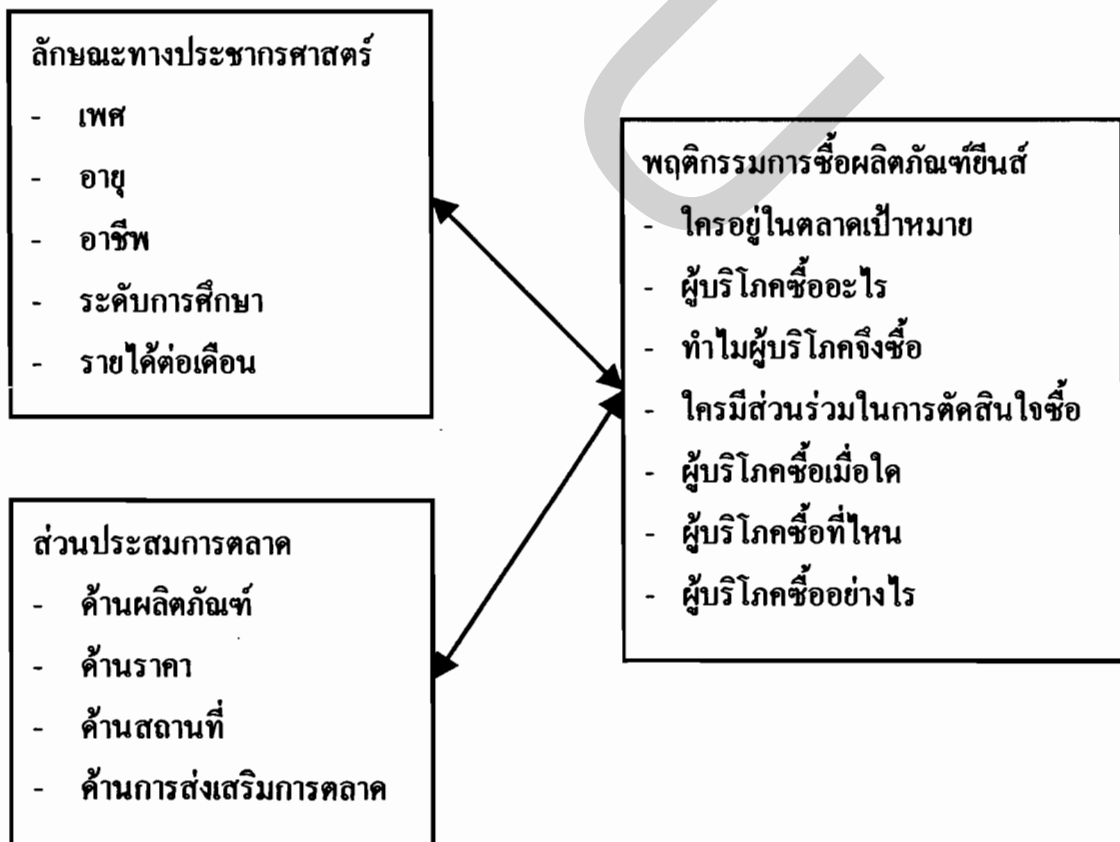 ลักษณะทางประชากรศาสตร์
- เพศ
- อายุ
- อาชีพ
- ระดับการศึกษา
- รายได้ต่อเดือน
พฤติกรรมการซื้อผลิตภัณฑ์ยีนส์
- ใครอยู่ในตลาดเป้าหมาย
- ผู้บริโภคซื้ออะไร
- ทำไมผู้บริโภคจึงซื้อ
- ใครมีส่วนร่วมในการตัดสินใจซื้อ
- ผู้บริโภคซื้อเมื่อใด
- ผู้บริโภคซื้อที่ไหน
- ผู้บริโภคซื้ออย่างไร
ส่วนประสมการตลาด
- ด้านผลิตภัณฑ์
- ด้านราคา
- ด้านสถานที่
- ด้านการส่งเสริมการตลาด